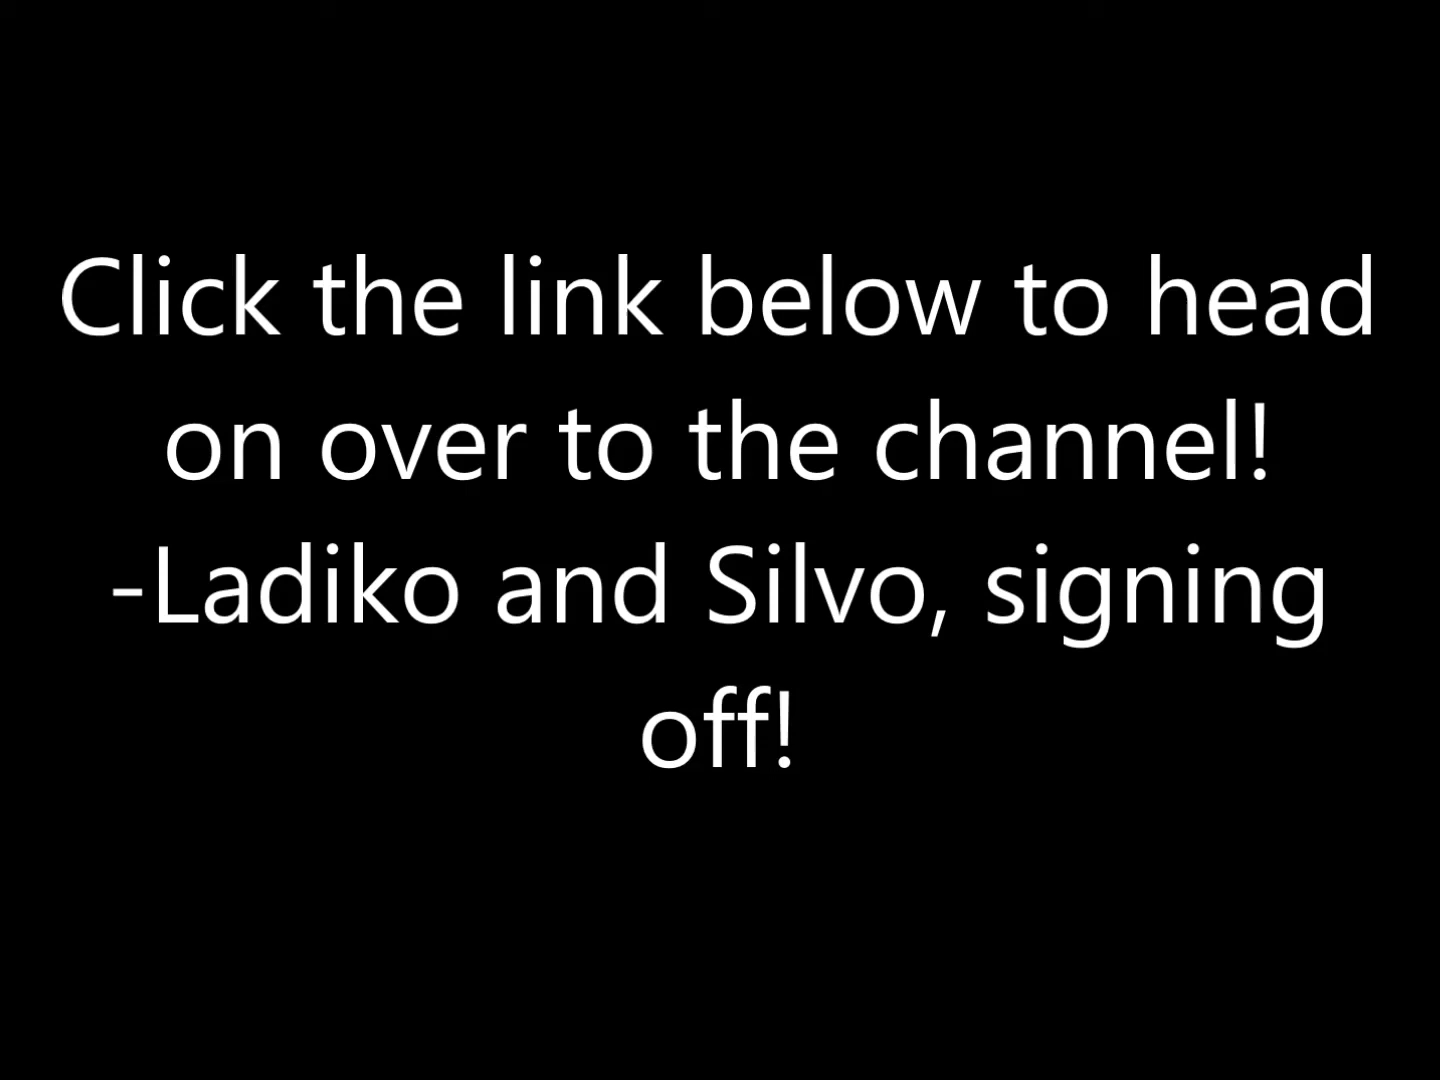 Click the link below to head
on over to the channel!
-Ladiko and Silvo, signing
off!